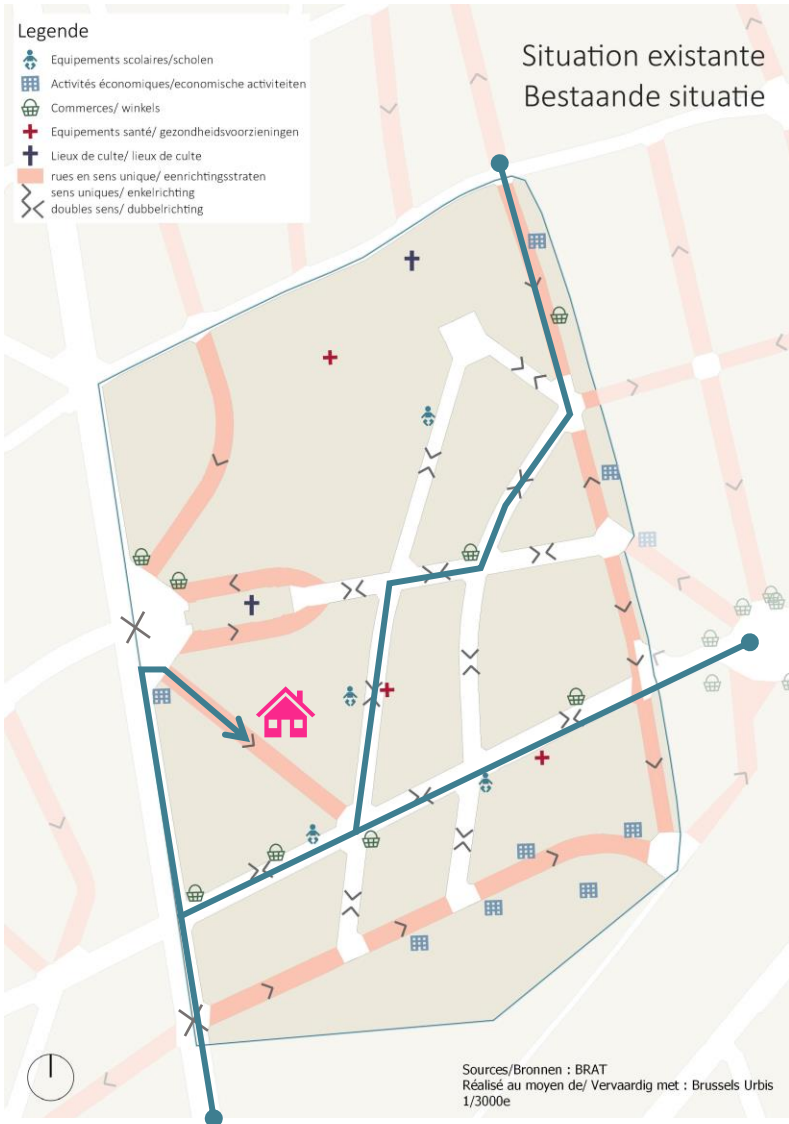 Legende
Equipements scolaires/scholen
Activités économiques/economische activiteiten
Commerces/ winkels
Equipements santé/ gezondheidsvoorzieningen
Lieux de culte/ lieux de culte
rues en sens unique/ eenrichtingsstraten
sens uniques/ enkelrichting
doubles sens/ dubbelrichting
Situation existante
Bestaande situatie
Sources/Bronnen : BRAT
Réalisé au moyen de/ Vervaardig met : Brussels Urbis
1/3000e